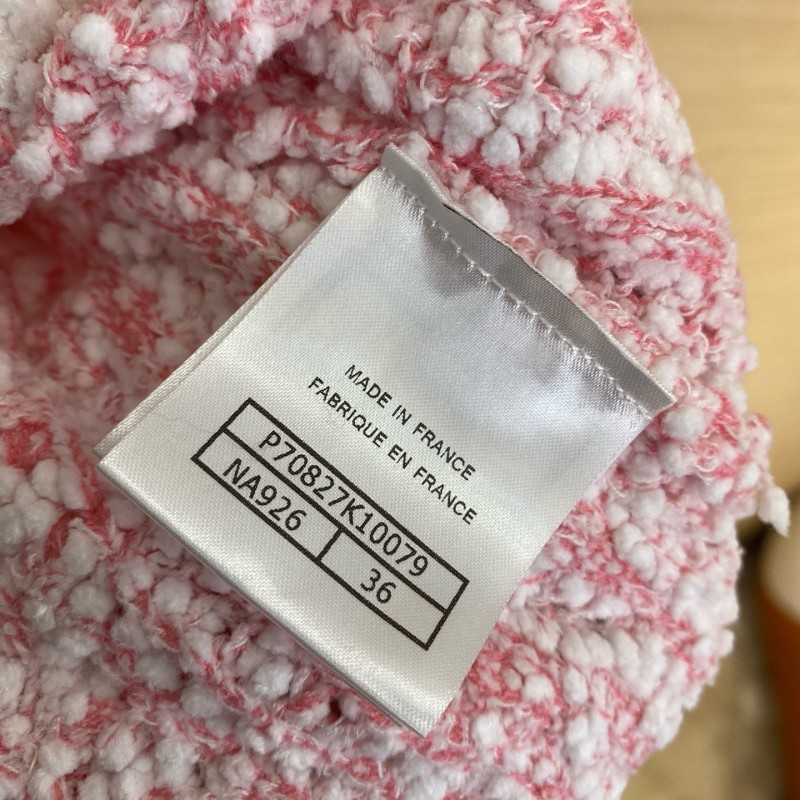 MADE IN FRANCE
FABRIQUE EN FRANCE
P70827K10079
NA926 36